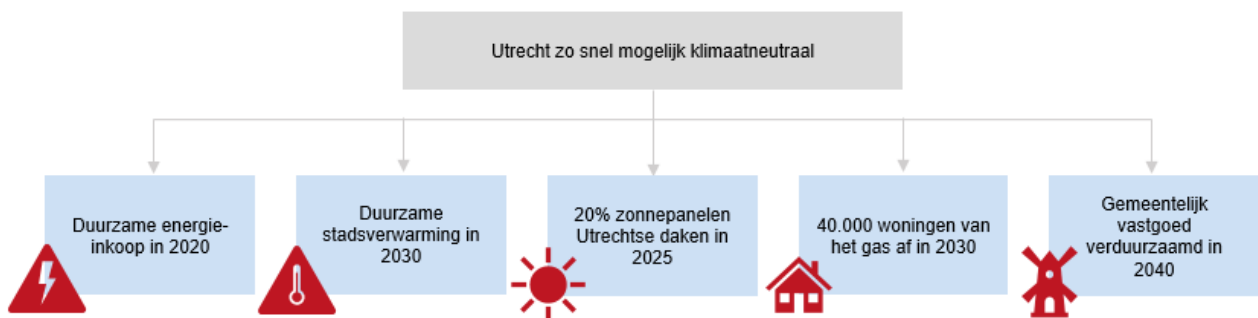 Utrecht zo snel mogelijk klimaatneutraal
Duurzame energie-
inkoop in 2020
Duurzame
stadsverwarming in
2030
20% zonnepanelen
Utrechtse daken in
2025
40.000 woningen van
het gas af in 2030
Gemeentelijk
vastgoed
verduurzaamd in
2040